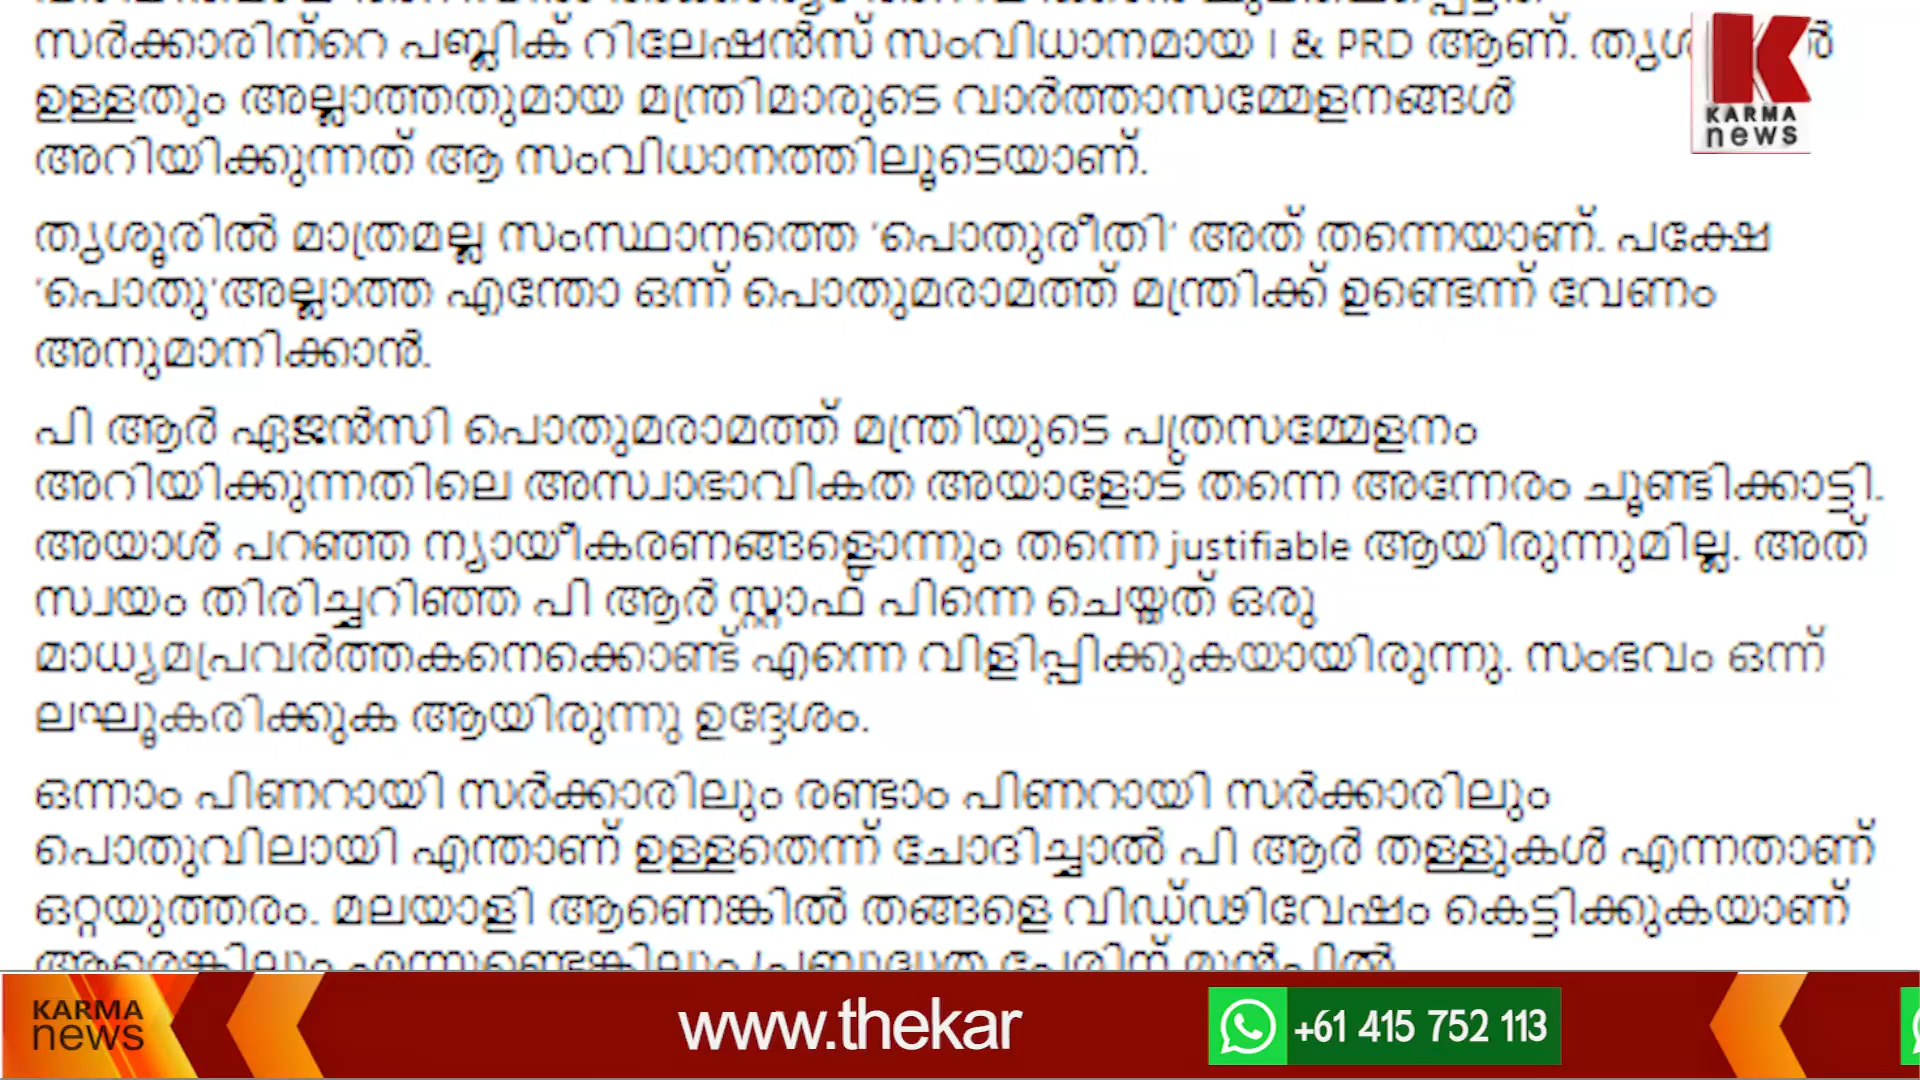 സർക്കാരിന്റെ പബ്ലിക് റിലേഷൻസ് സംവിധാനമായ I & PRD ആണ്.
ഉള്ളതും അല്ലാത്തതുമായ മന്ത്രിമാരുടെ വാർത്താസമ്മേളനങ്ങൾ
അറിയിക്കുന്നത് ആ സംവിധാനത്തിലൂടെയാണ്.
തൃശൂരിൽ മാത്രമല്ല സംസ്ഥാനത്തെ 'പൊതുരീതി' അത് തന്നെയാണ്. പക്ഷേ
'പൊതു'അല്ലാത്ത എന്തോ ഒന്ന് പൊതുമരാമത്ത് മന്ത്രിക്ക് ഉണ്ടെന്ന് വേണം
അനുമാനിക്കാൻ.
പി ആർ ഏജൻസി പൊതുമരാമത്ത് മന്ത്രിയുടെ പത്രസമ്മേളനം
അറിയിക്കുന്നതിലെ അസ്വാഭാവികത അയാളോട് തന്നെ അന്നേരം ചൂണ്ടിക്കാട്ടി.
അയാൾ പറഞ്ഞ ന്യായീകരണങ്ങളൊന്നും തന്നെ justifiable ആയിരുന്നുമില്ല. അത്
സ്വയം തിരിച്ചറിഞ്ഞ പി ആർ സ്റ്റാഫ് പിന്നെ ചെയ്തത് ഒരു
മാധ്യമപ്രവർത്തകനെക്കൊണ്ട് എന്നെ വിളിപ്പിക്കുകയായിരുന്നു. സംഭവം ഒന്ന്
ലഘൂകരിക്കുക ആയിരുന്നു ഉദ്ദേശം.
ഒന്നാം പിണറായി സർക്കാരിലും രണ്ടാം പിണറായി സർക്കാരിലും
പൊതുവിലായി എന്താണ് ഉള്ളതെന്ന് ചോദിച്ചാൽ പി ആർ തള്ളുകൾ എന്നതാണ്
ഒറ്റയുത്തരം. മലയാളി ആണെങ്കിൽ തങ്ങളെ വിഡ്ഢിവേഷം കെട്ടിക്കുകയാണ്
KARMA
news
KARMA
news
www.thekar
+61 415 752 113